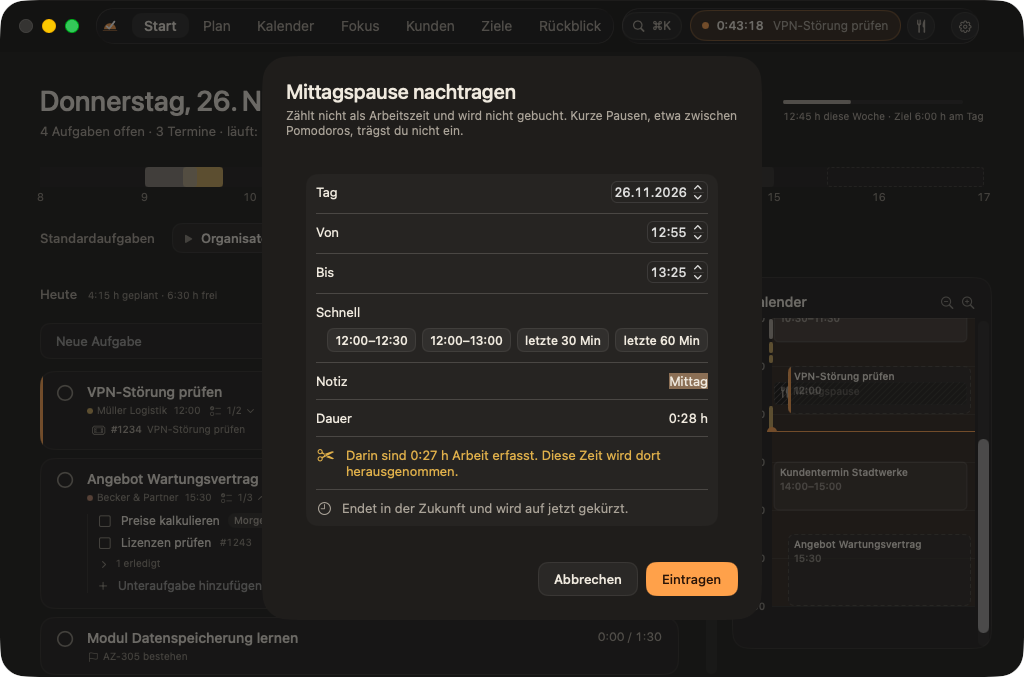 Start
Plan
Kalender
Fokus
Kunden
Ziele
Rückblick
⌘K
0:43:18 VPN-Störung prüfen
Donnerstag, 26. N
4 Aufgaben offen · 3 Termine · läuft:
12:45 h diese Woche · Ziel 6:00 h am Tag
8 9 10 15 16 17
Standardaufgaben
Organisat
Heute 4:15 h geplant · 6:30 h frei
Neue Aufgabe
VPN-Störung prüfen
Müller Logistik 12:00 1/2
#1234 VPN-Störung prüfen
Angebot Wartungsvertrag
Becker & Partner 15:30 1/3
Preise kalkulieren Morge
Lizenzen prüfen #1243
1 erledigt
+ Unteraufgabe hinzufügen
Modul Datenspeicherung lernen 0:00 / 1:30
AZ-305 bestehen
Mittagspause nachtragen
Zählt nicht als Arbeitszeit und wird nicht gebucht. Kurze Pausen, etwa zwischen
Pomodoros, trägst du nicht ein.
Tag 26.11.2026
Von 12:55
Bis 13:25
Schnell
12:00–12:30 12:00–13:00 letzte 30 Min letzte 60 Min
Notiz Mittag
Dauer 0:28 h
Darin sind 0:27 h Arbeit erfasst. Diese Zeit wird dort
herausgenommen.
Endet in der Zukunft und wird auf jetzt gekürzt.
Abbrechen
Eintragen
alender
VPN-Störung prüfen
12:00
Kundentermin Stadtwerke
14:00–15:00
Angebot Wartungsvertrag
15:30